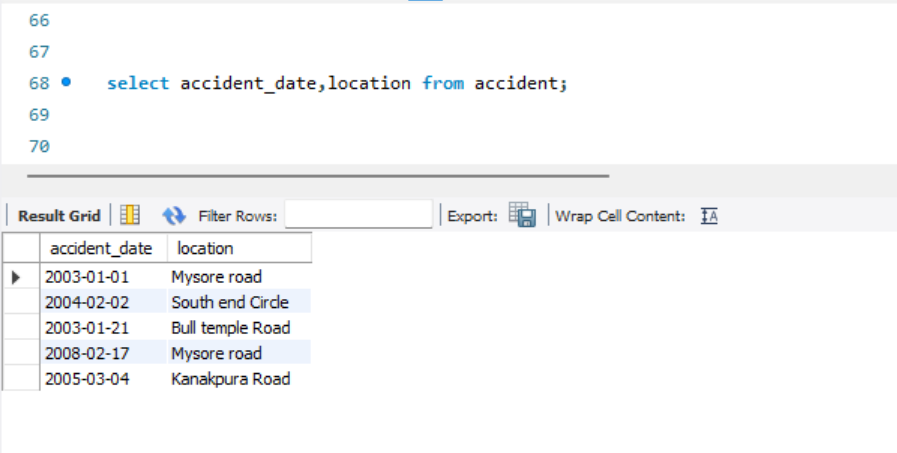 66
67
68 select accident_date,location from accident;
69
70
Result Grid Filter Rows: Export: Wrap Cell Content: IA
accident_date location
2003-01-01 Mysore road
2004-02-02 South end Circle
2003-01-21 Bull temple Road
2008-02-17 Mysore road
2005-03-04 Kanakpura Road